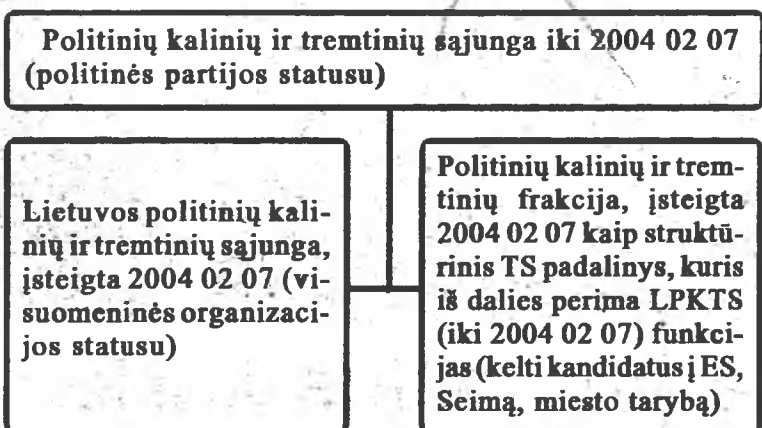 Politinių kalinių ir tremtinių sąjunga iki 2004 02 07
(politinės partijos statusu)
Lietuvos politinių kali-
nių ir tremtinių sąjunga,
įsteigta 2004 02 07 (vi-
suomeninės organizaci-
jos statusu)
Politinių kalinių ir trem-
tinių frakcija, įsteigta
2004 02 07 kaip struktū-
rinis TS padalinys, kuris
iš dalies perima LPKTS
(iki 2004 02 07) funkci-
jas (kelti kandidatus į ES,
Seimą, miesto tarybą)